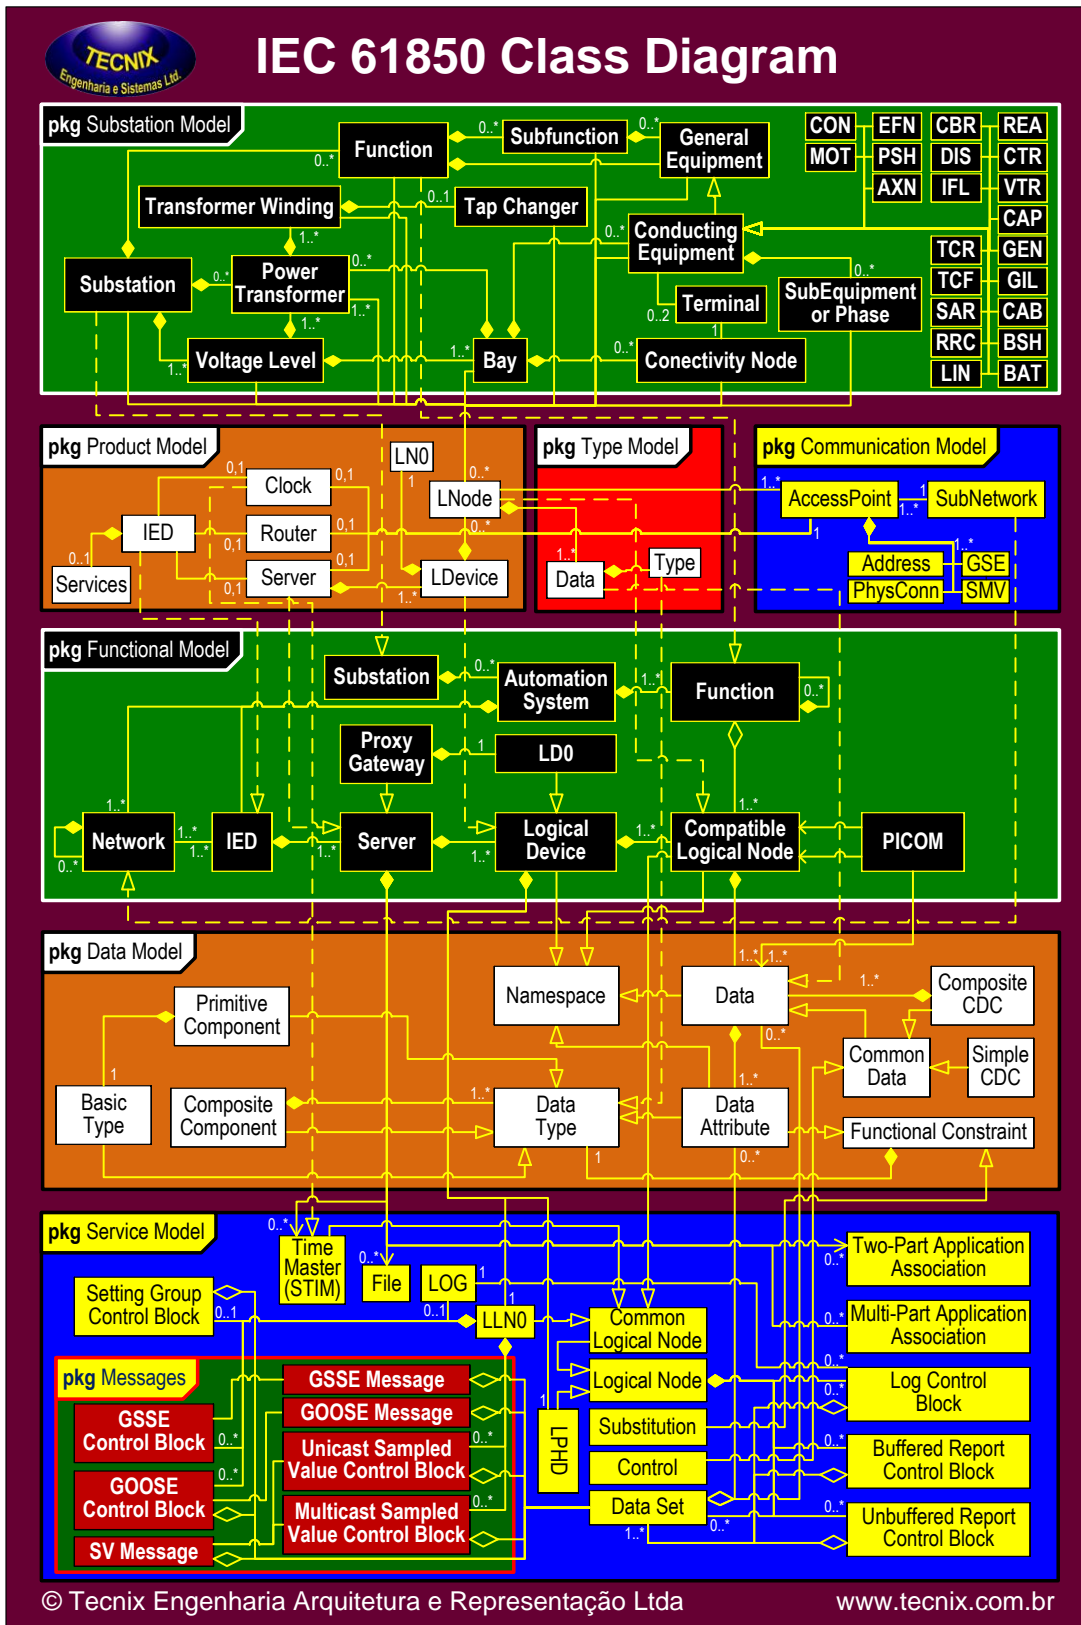 TECNIX
Engenharia e Sistemas Ltd.
IEC 61850 Class Diagram
pkg Substation Model
Function
0..*
0..*
Subfunction
0..*
General
Equipment
CON
EFN
CBR
REA
MOT
PSH
DIS
CTR
AXN
IFL
VTR
CAP
TCR
GEN
TCF
GIL
SAR
CAB
RRC
BSH
LIN
BAT
Transformer Winding
0..1
Tap Changer
1..*
0..*
Conducting
Equipment
Substation
0..*
Power
Transformer
0..*
1..*
0..*
SubEquipment
or Phase
Terminal
0..2
1
1..*
1..*
Voltage Level
1..*
Bay
0..*
Conectivity Node
pkg Product Model
LN0
1
0,1
Clock
0,1
0..*
LNode
0..*
IED
0,1
Router
0,1
0..1
Services
0,1
Server
0,1
1..*
LDevice
pkg Type Model
1..*
Data
Type
pkg Communication Model
1..*
AccessPoint
1
1..*
SubNetwork
1
1..*
Address
GSE
PhysConn
SMV
pkg Functional Model
Substation
0..*
Automation
System
1..*
Function
0..*
Proxy
Gateway
1
LD0
1..*
Network
0..*
1..*
1..*
IED
1..*
Server
1..*
Logical
Device
1..*
1..*
Compatible
Logical Node
PICOM
pkg Data Model
Primitive
Component
Namespace
1..*
1..*
Data
0..*
1..*
Composite
CDC
Common
Data
Simple
CDC
1
Basic
Type
Composite
Component
1..*
Data
Type
1
1..*
Data
Attribute
0..*
Functional Constraint
pkg Service Model
0..*
Time
Master
(STIM)
0..*
File
LOG
1
0..1
1
LLN0
Setting Group
Control Block
0..1
Common
Logical Node
Logical Node
Substitution
Control
Data Set
1..*
0..*
1
LPHD
0..*
Two-Part Application
Association
0..*
Multi-Part Application
Association
0..*
0..*
Log Control
Block
0..*
Buffered Report
Control Block
0..*
Unbuffered Report
Control Block
pkg Messages
GSSE
Control Block
0..*
0..*
GOOSE
Control Block
SV Message
GSSE Message
GOOSE Message
Unicast Sampled
Value Control Block
0..*
Multicast Sampled
Value Control Block
0..*
© Tecnix Engenharia Arquitetura e Representação Ltda
www.tecnix.com.br